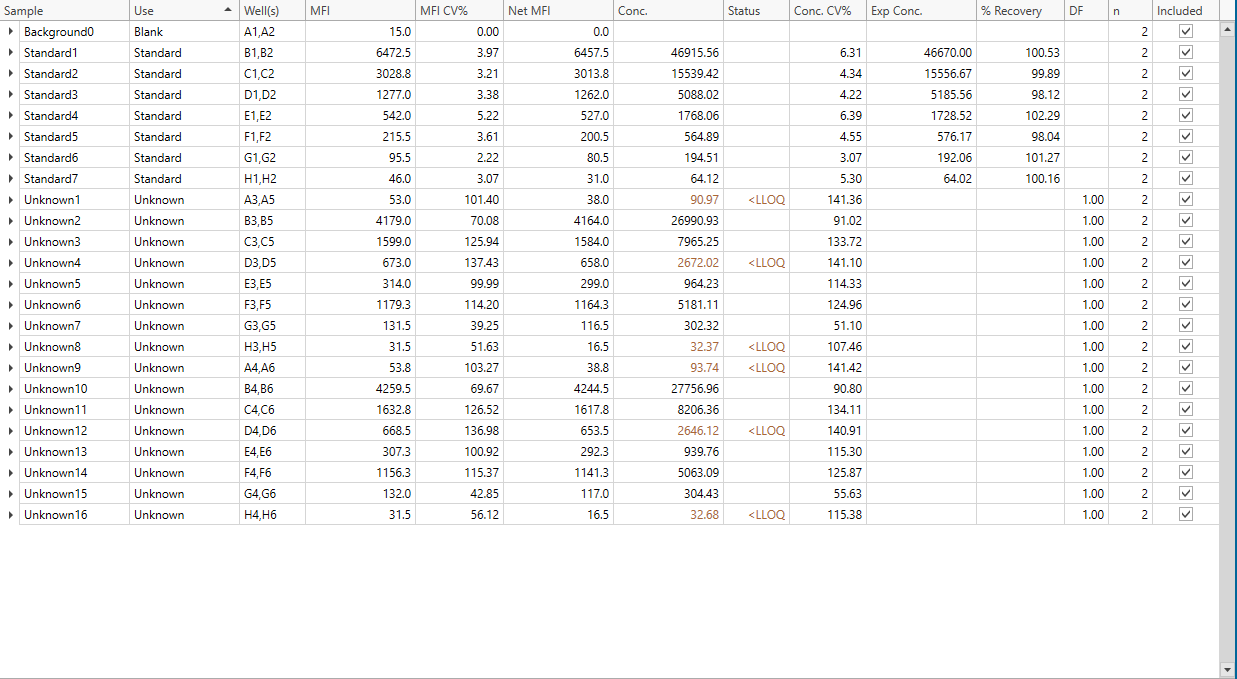 Sample Use Well(s) MFI MFI CV% Net MFI Conc. Status Conc. CV% Exp Conc. % Recovery DF n Included
Background0 Blank A1,A2 15.0 0.00 0.0 2
Standard1 Standard B1,B2 6472.5 3.97 6457.5 46915.56 6.31 46670.00 100.53 2
Standard2 Standard C1,C2 3028.8 3.21 3013.8 15539.42 4.34 15556.67 99.89 2
Standard3 Standard D1,D2 1277.0 3.38 1262.0 5088.02 4.22 5185.56 98.12 2
Standard4 Standard E1,E2 542.0 5.22 527.0 1768.06 6.39 1728.52 102.29 2
Standard5 Standard F1,F2 215.5 3.61 200.5 564.89 4.55 576.17 98.04 2
Standard6 Standard G1,G2 95.5 2.22 80.5 194.51 3.07 192.06 101.27 2
Standard7 Standard H1,H2 46.0 3.07 31.0 64.12 5.30 64.02 100.16 2
Unknown1 Unknown A3,A5 53.0 101.40 38.0 90.97 <LLOQ 141.36 1.00 2
Unknown2 Unknown B3,B5 4179.0 70.08 4164.0 26990.93 91.02 1.00 2
Unknown3 Unknown C3,C5 1599.0 125.94 1584.0 7965.25 133.72 1.00 2
Unknown4 Unknown D3,D5 673.0 137.43 658.0 2672.02 <LLOQ 141.10 1.00 2
Unknown5 Unknown E3,E5 314.0 99.99 299.0 964.23 114.33 1.00 2
Unknown6 Unknown F3,F5 1179.3 114.20 1164.3 5181.11 124.96 1.00 2
Unknown7 Unknown G3,G5 131.5 39.25 116.5 302.32 51.10 1.00 2
Unknown8 Unknown H3,H5 31.5 51.63 16.5 32.37 <LLOQ 107.46 1.00 2
Unknown9 Unknown A4,A6 53.8 103.27 38.8 93.74 <LLOQ 141.42 1.00 2
Unknown10 Unknown B4,B6 4259.5 69.67 4244.5 27756.96 90.80 1.00 2
Unknown11 Unknown C4,C6 1632.8 126.52 1617.8 8206.36 134.11 1.00 2
Unknown12 Unknown D4,D6 668.5 136.98 653.5 2646.12 <LLOQ 140.91 1.00 2
Unknown13 Unknown E4,E6 307.3 100.92 292.3 939.76 115.30 1.00 2
Unknown14 Unknown F4,F6 1156.3 115.37 1141.3 5063.09 125.87 1.00 2
Unknown15 Unknown G4,G6 132.0 42.85 117.0 304.43 55.63 1.00 2
Unknown16 Unknown H4,H6 31.5 56.12 16.5 32.68 <LLOQ 115.38 1.00 2